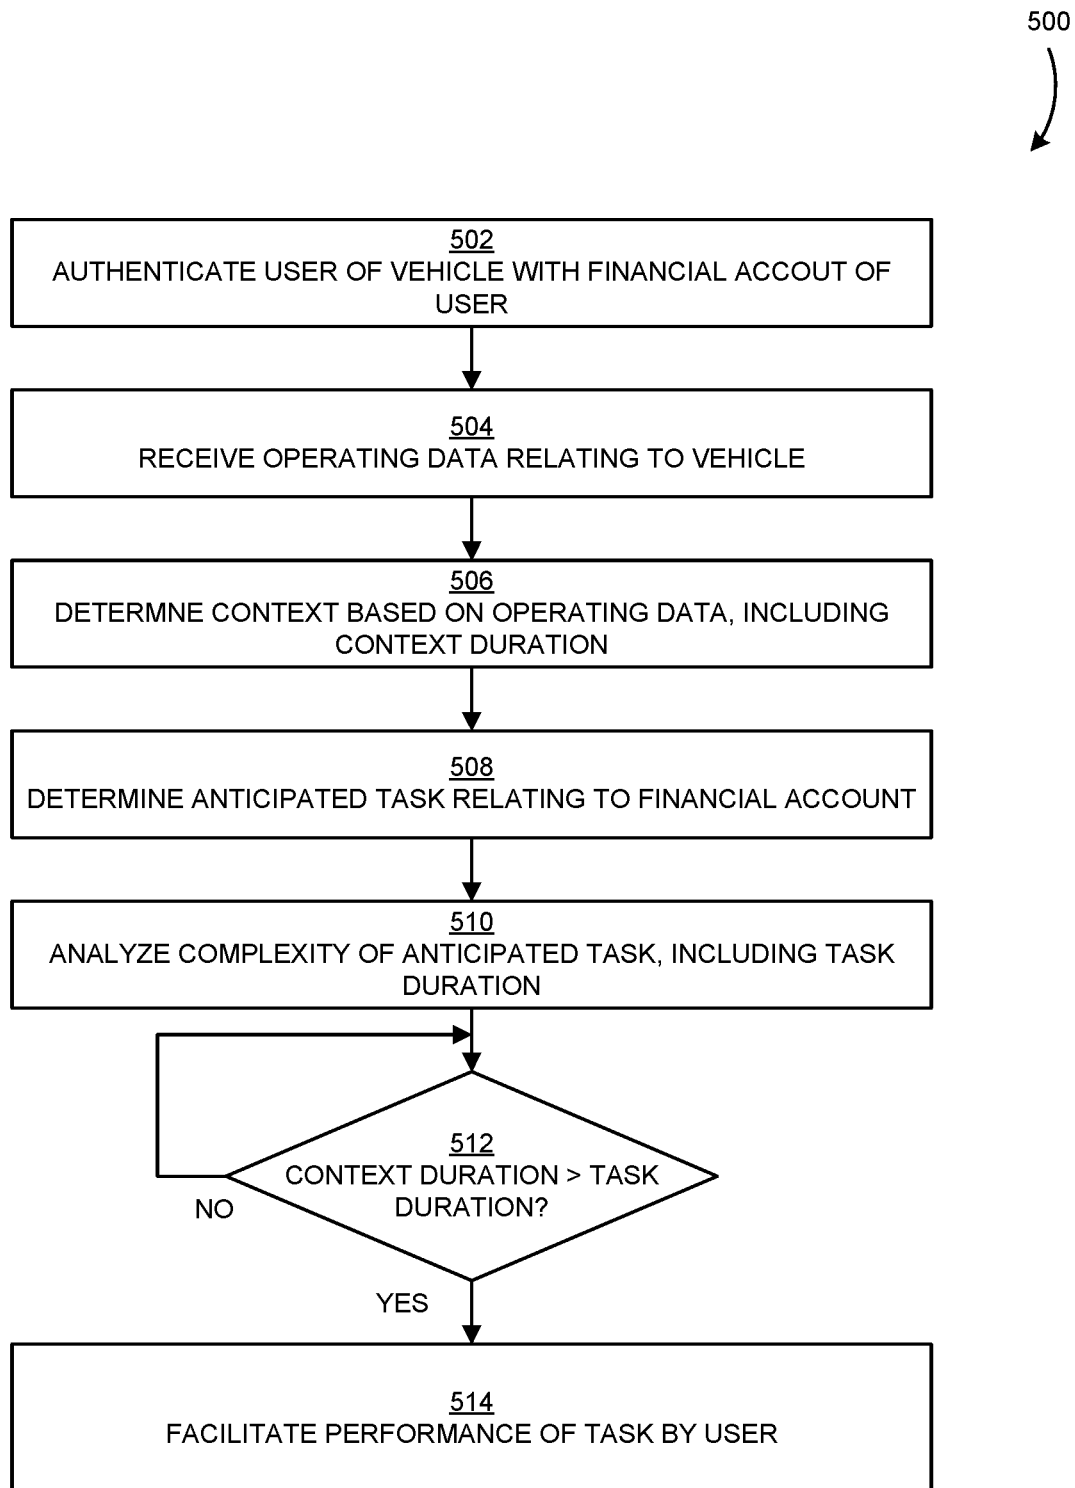 500
502
AUTHENTICATE USER OF VEHICLE WITH FINANCIAL ACCOUT OF
USER
504
RECEIVE OPERATING DATA RELATING TO VEHICLE
506
DETERMNE CONTEXT BASED ON OPERATING DATA, INCLUDING
CONTEXT DURATION
508
DETERMINE ANTICIPATED TASK RELATING TO FINANCIAL ACCOUNT
510
ANALYZE COMPLEXITY OF ANTICIPATED TASK, INCLUDING TASK
DURATION
512
CONTEXT DURATION > TASK
DURATION?
NO
YES
514
FACILITATE PERFORMANCE OF TASK BY USER